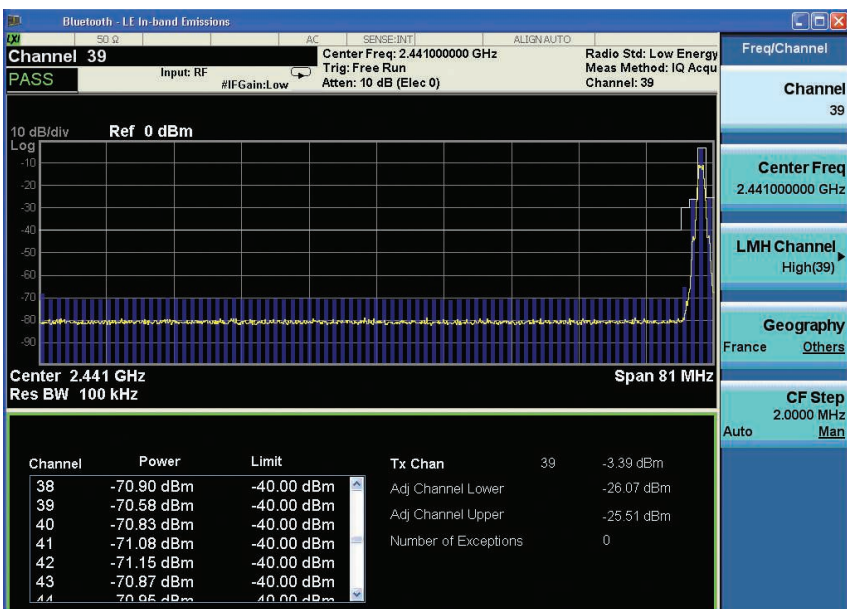 Bluetooth - LE In-band Emissions
LXI 50 Ω AC SENSE:INT ALIGN AUTO
Channel 39
PASS
Input: RF
#IFGain:Low
Center Freq: 2.441000000 GHz
Trig: Free Run
Atten: 10 dB (Elec 0)
Radio Std: Low Energy
Meas Method: IQ Acqu
Channel: 39
10 dB/div Ref 0 dBm
Log
-10
-20
-30
-40
-50
-60
-70
-80
-90
Center 2.441 GHz Span 81 MHz
Res BW 100 kHz
Channel Power Limit
38 -70.90 dBm -40.00 dBm
39 -70.58 dBm -40.00 dBm
40 -70.83 dBm -40.00 dBm
41 -71.08 dBm -40.00 dBm
42 -71.15 dBm -40.00 dBm
43 -70.87 dBm -40.00 dBm
44 -70.95 dBm -40.00 dBm
Tx Chan 39 -3.39 dBm
Adj Channel Lower -26.07 dBm
Adj Channel Upper -25.51 dBm
Number of Exceptions 0
Freq/Channel
Channel
39
Center Freq
2.441000000 GHz
LMH Channel
High(39)
Geography
France Others
CF Step
2.0000 MHz
Auto Man